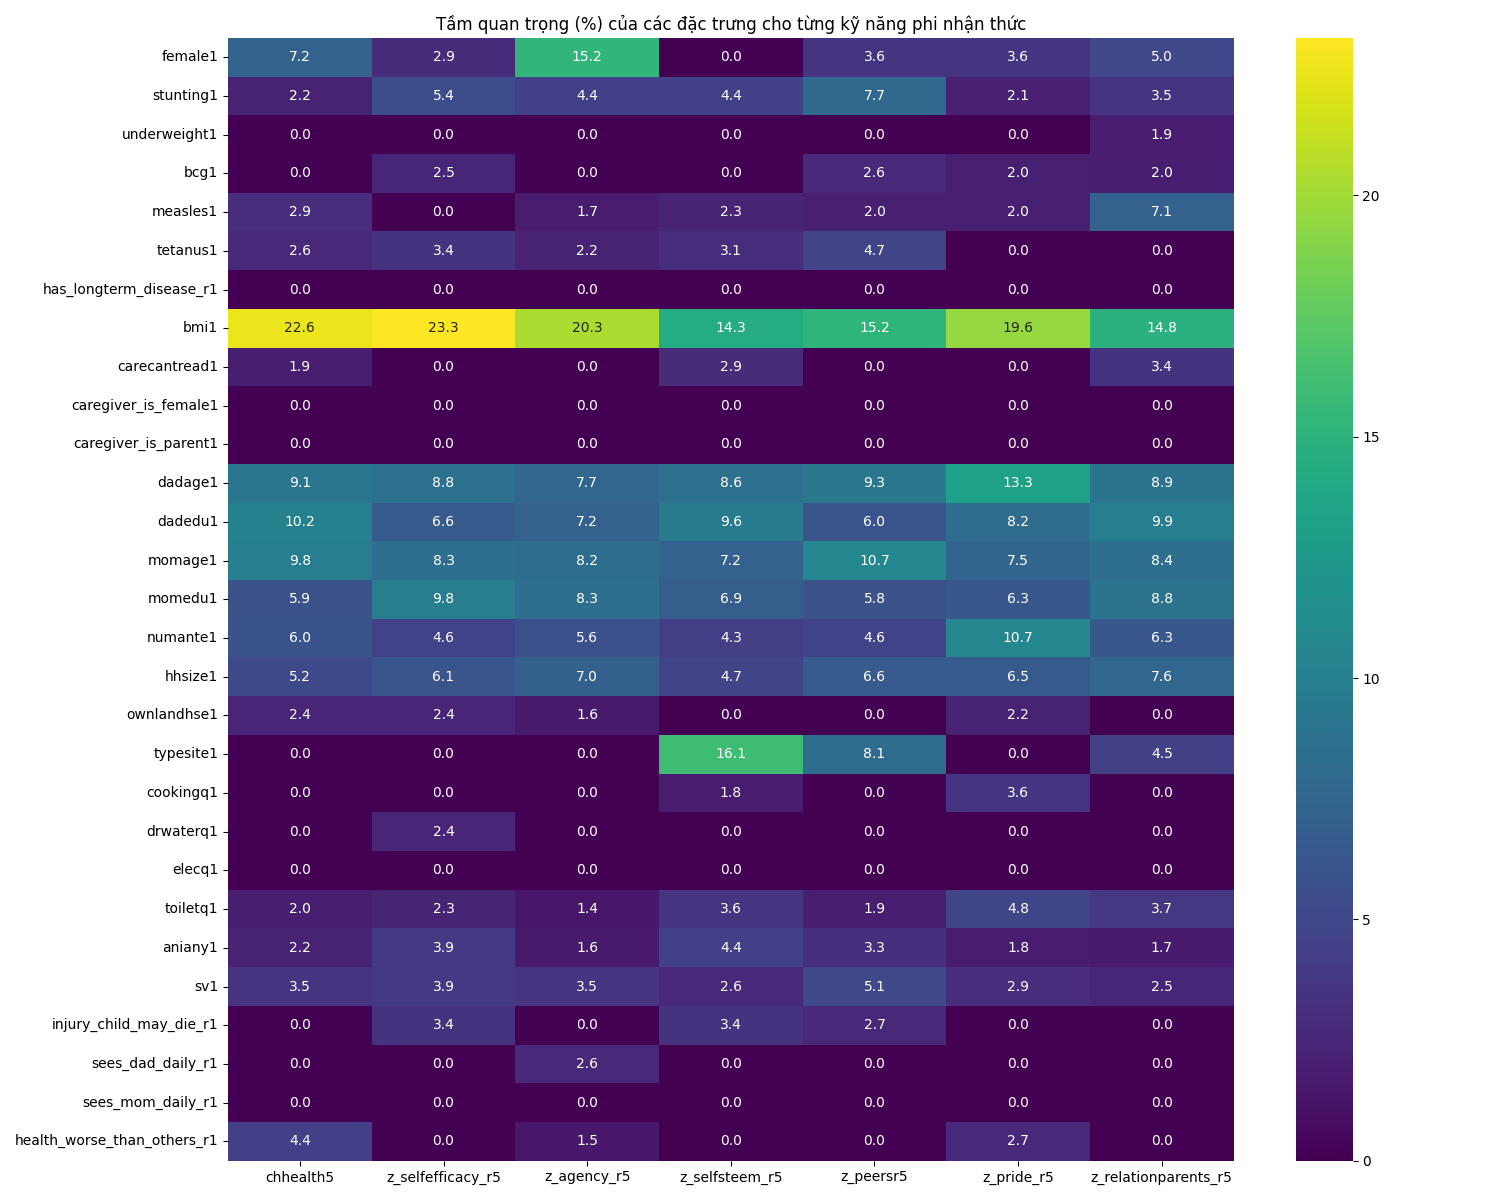 Tầm quan trọng (%) của các đặc trưng cho từng kỹ năng phi nhận thức
female1 7.2 2.9 15.2 0.0 3.6 3.6 5.0
stunting1 2.2 5.4 4.4 4.4 7.7 2.1 3.5
underweight1 0.0 0.0 0.0 0.0 0.0 0.0 1.9
bcg1 0.0 2.5 0.0 0.0 2.6 2.0 2.0
measles1 2.9 0.0 1.7 2.3 2.0 2.0 7.1
tetanus1 2.6 3.4 2.2 3.1 4.7 0.0 0.0
has_longterm_disease_r1 0.0 0.0 0.0 0.0 0.0 0.0 0.0
bmi1 22.6 23.3 20.3 14.3 15.2 19.6 14.8
carecantread1 1.9 0.0 0.0 2.9 0.0 0.0 3.4
caregiver_is_female1 0.0 0.0 0.0 0.0 0.0 0.0 0.0
caregiver_is_parent1 0.0 0.0 0.0 0.0 0.0 0.0 0.0
dadage1 9.1 8.8 7.7 8.6 9.3 13.3 8.9
dadedu1 10.2 6.6 7.2 9.6 6.0 8.2 9.9
momage1 9.8 8.3 8.2 7.2 10.7 7.5 8.4
momedu1 5.9 9.8 8.3 6.9 5.8 6.3 8.8
numante1 6.0 4.6 5.6 4.3 4.6 10.7 6.3
hhsize1 5.2 6.1 7.0 4.7 6.6 6.5 7.6
ownlandhse1 2.4 2.4 1.6 0.0 0.0 2.2 0.0
typesite1 0.0 0.0 0.0 16.1 8.1 0.0 4.5
cookingq1 0.0 0.0 0.0 1.8 0.0 3.6 0.0
drwaterq1 0.0 2.4 0.0 0.0 0.0 0.0 0.0
elecq1 0.0 0.0 0.0 0.0 0.0 0.0 0.0
toiletq1 2.0 2.3 1.4 3.6 1.9 4.8 3.7
aniany1 2.2 3.9 1.6 4.4 3.3 1.8 1.7
sv1 3.5 3.9 3.5 2.6 5.1 2.9 2.5
injury_child_may_die_r1 0.0 3.4 0.0 3.4 2.7 0.0 0.0
sees_dad_daily_r1 0.0 0.0 2.6 0.0 0.0 0.0 0.0
sees_mom_daily_r1 0.0 0.0 0.0 0.0 0.0 0.0 0.0
health_worse_than_others_r1 4.4 0.0 1.5 0.0 0.0 2.7 0.0
chhealth5 z_selfefficacy_r5 z_agency_r5 z_selfsteem_r5 z_peersr5 z_pride_r5 z_relationparents_r5
20
15
10
5
0